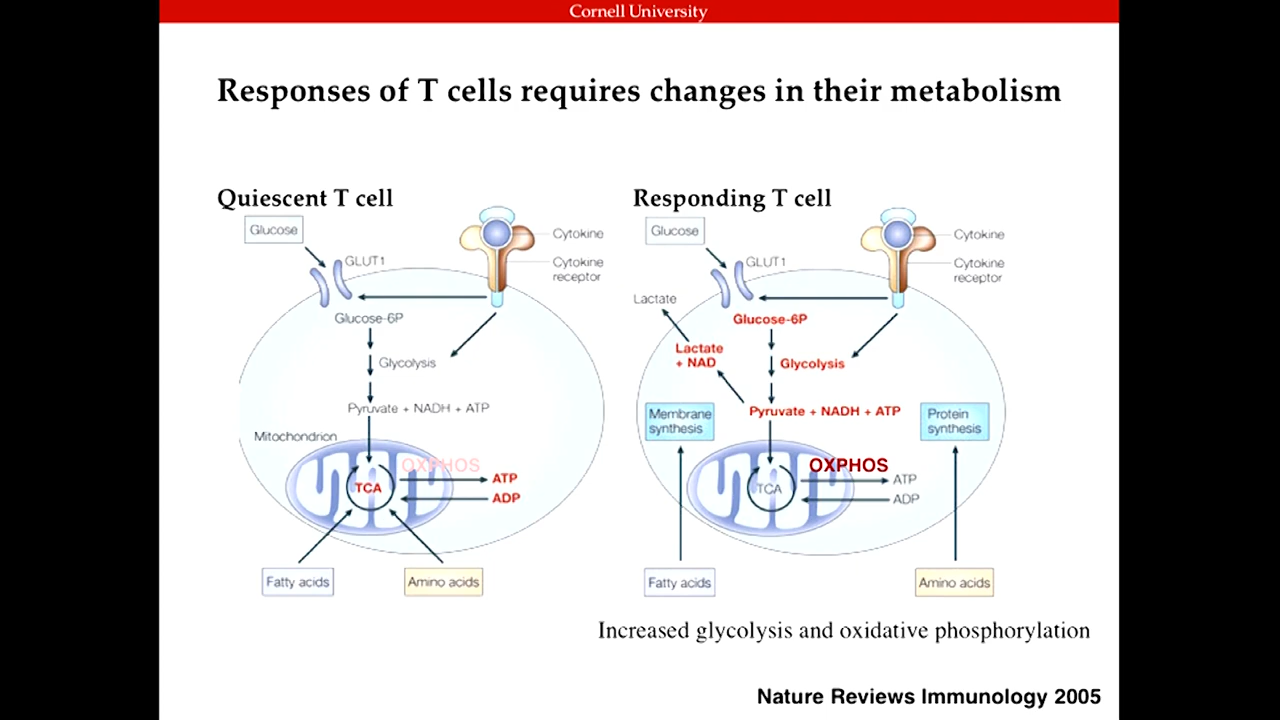 Cornell University
Responses of T cells requires changes in their metabolism
Quiescent T cell
Glucose
GLUT1
Cytokine
Cytokine
receptor
Glucose-6P
Glycolysis
Pyruvate + NADH + ATP
Mitochondrion
OXPHOS
TCA
ATP
ADP
Fatty acids
Amino acids
Responding T cell
Glucose
GLUT1
Cytokine
Cytokine
receptor
Lactate
Glucose-6P
Lactate
+ NAD
Glycolysis
Pyruvate + NADH + ATP
Membrane
synthesis
Protein
synthesis
OXPHOS
TCA
ATP
ADP
Fatty acids
Amino acids
Increased glycolysis and oxidative phosphorylation
Nature Reviews Immunology 2005